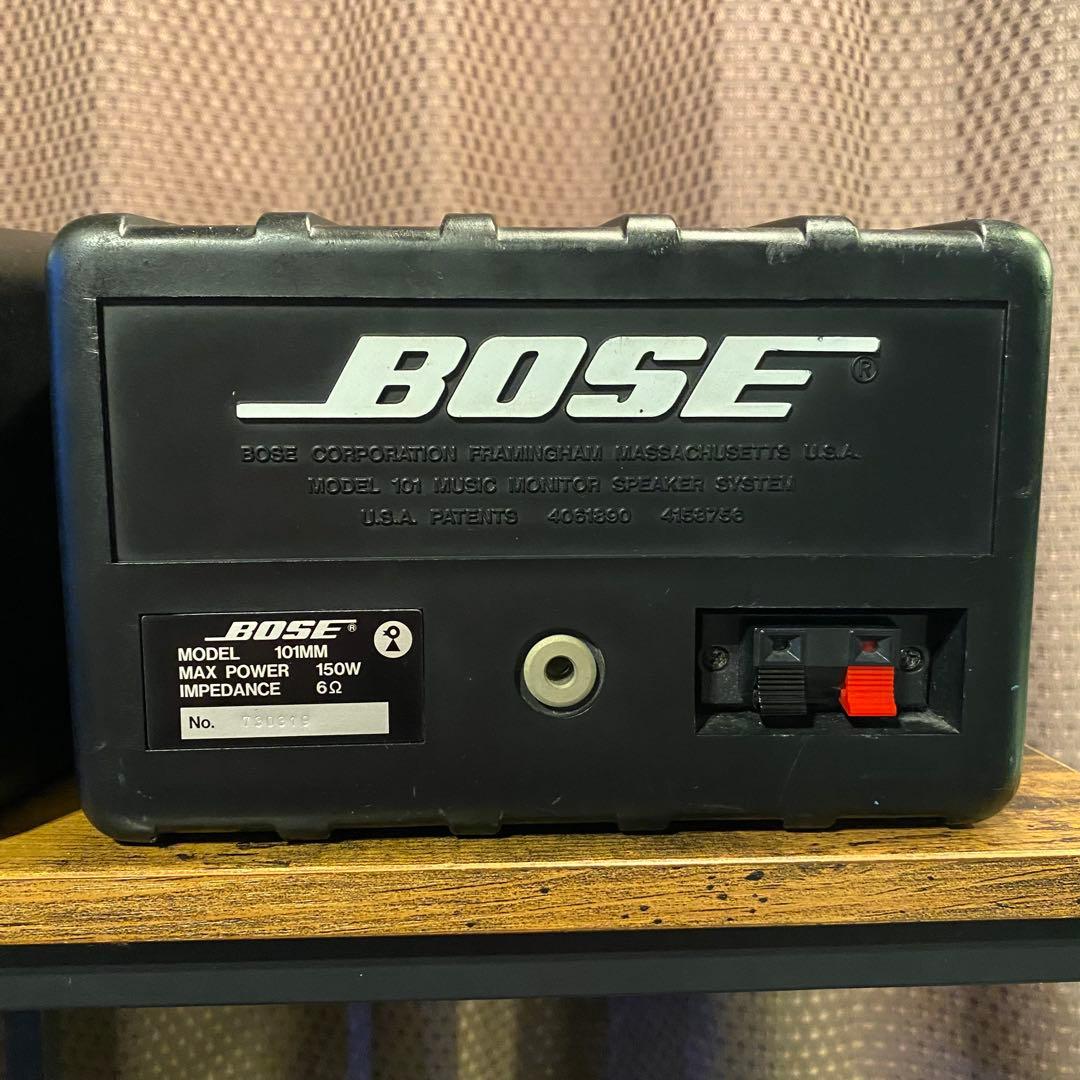 BOSE®
BOSE CORPORATION FRAMINGHAM MASSACHUSETTS U.S.A.
MODEL 101 MUSIC MONITOR SPEAKER SYSTEM
U.S.A. PATENTS 4061890 4158756
BOSE®
MODEL 101MM
MAX POWER 150W
IMPEDANCE 6Ω
No.